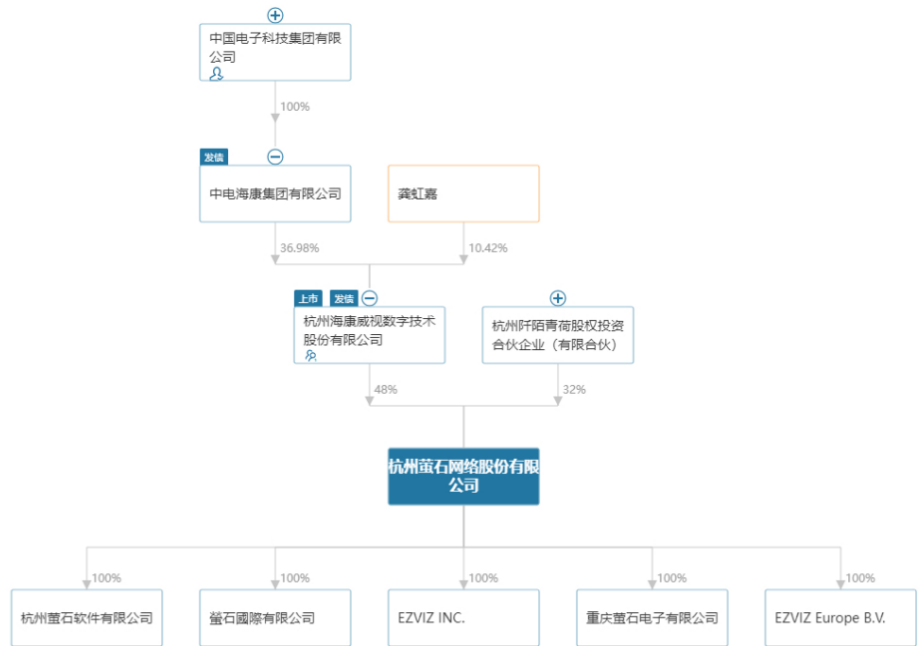 中国电子科技集团有限
公司
100%
发债
中电海康集团有限公司
龚虹嘉
36.98%
10.42%
上市
发债
杭州海康威视数字技术
股份有限公司
杭州阡陌青荷股权投资
合伙企业（有限合伙）
48%
32%
杭州萤石网络股份有限
公司
100%
100%
100%
100%
100%
杭州萤石软件有限公司
螢石國際有限公司
EZVIZ INC.
重庆萤石电子有限公司
EZVIZ Europe B.V.